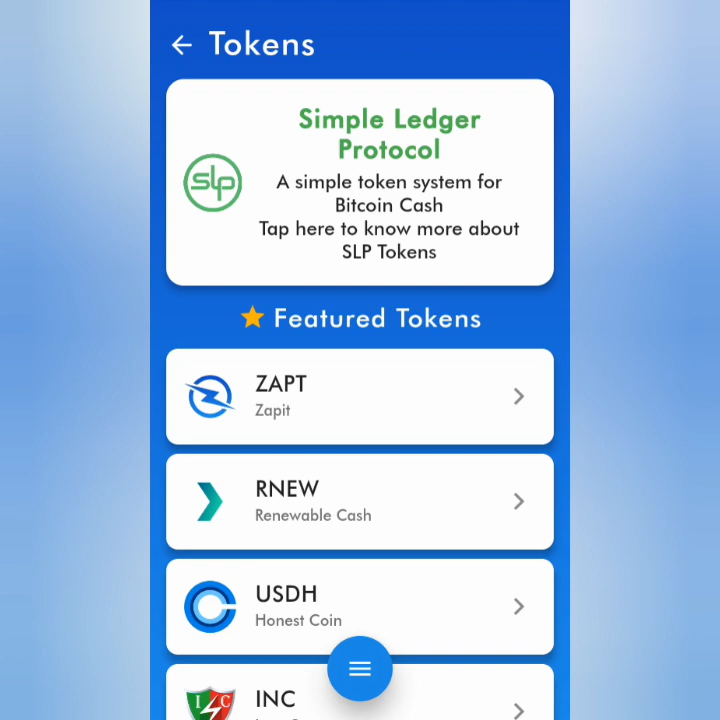 Tokens
Simple Ledger
Protocol
slp
A simple token system for
Bitcoin Cash
Tap here to know more about
SLP Tokens
Featured Tokens
ZAPT
Zapit
RNEW
Renewable Cash
USDH
Honest Coin
I C
INC